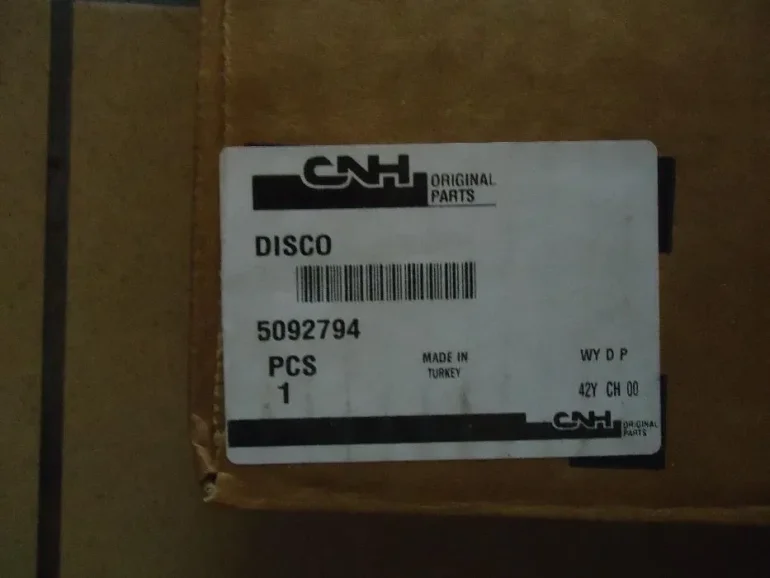 CNH ORIGINAL
PARTS
DISCO
5092794
PCS
1
MADE IN
TURKEY
WY D P
42Y CH 00
CNH ORIGINAL
PARTS